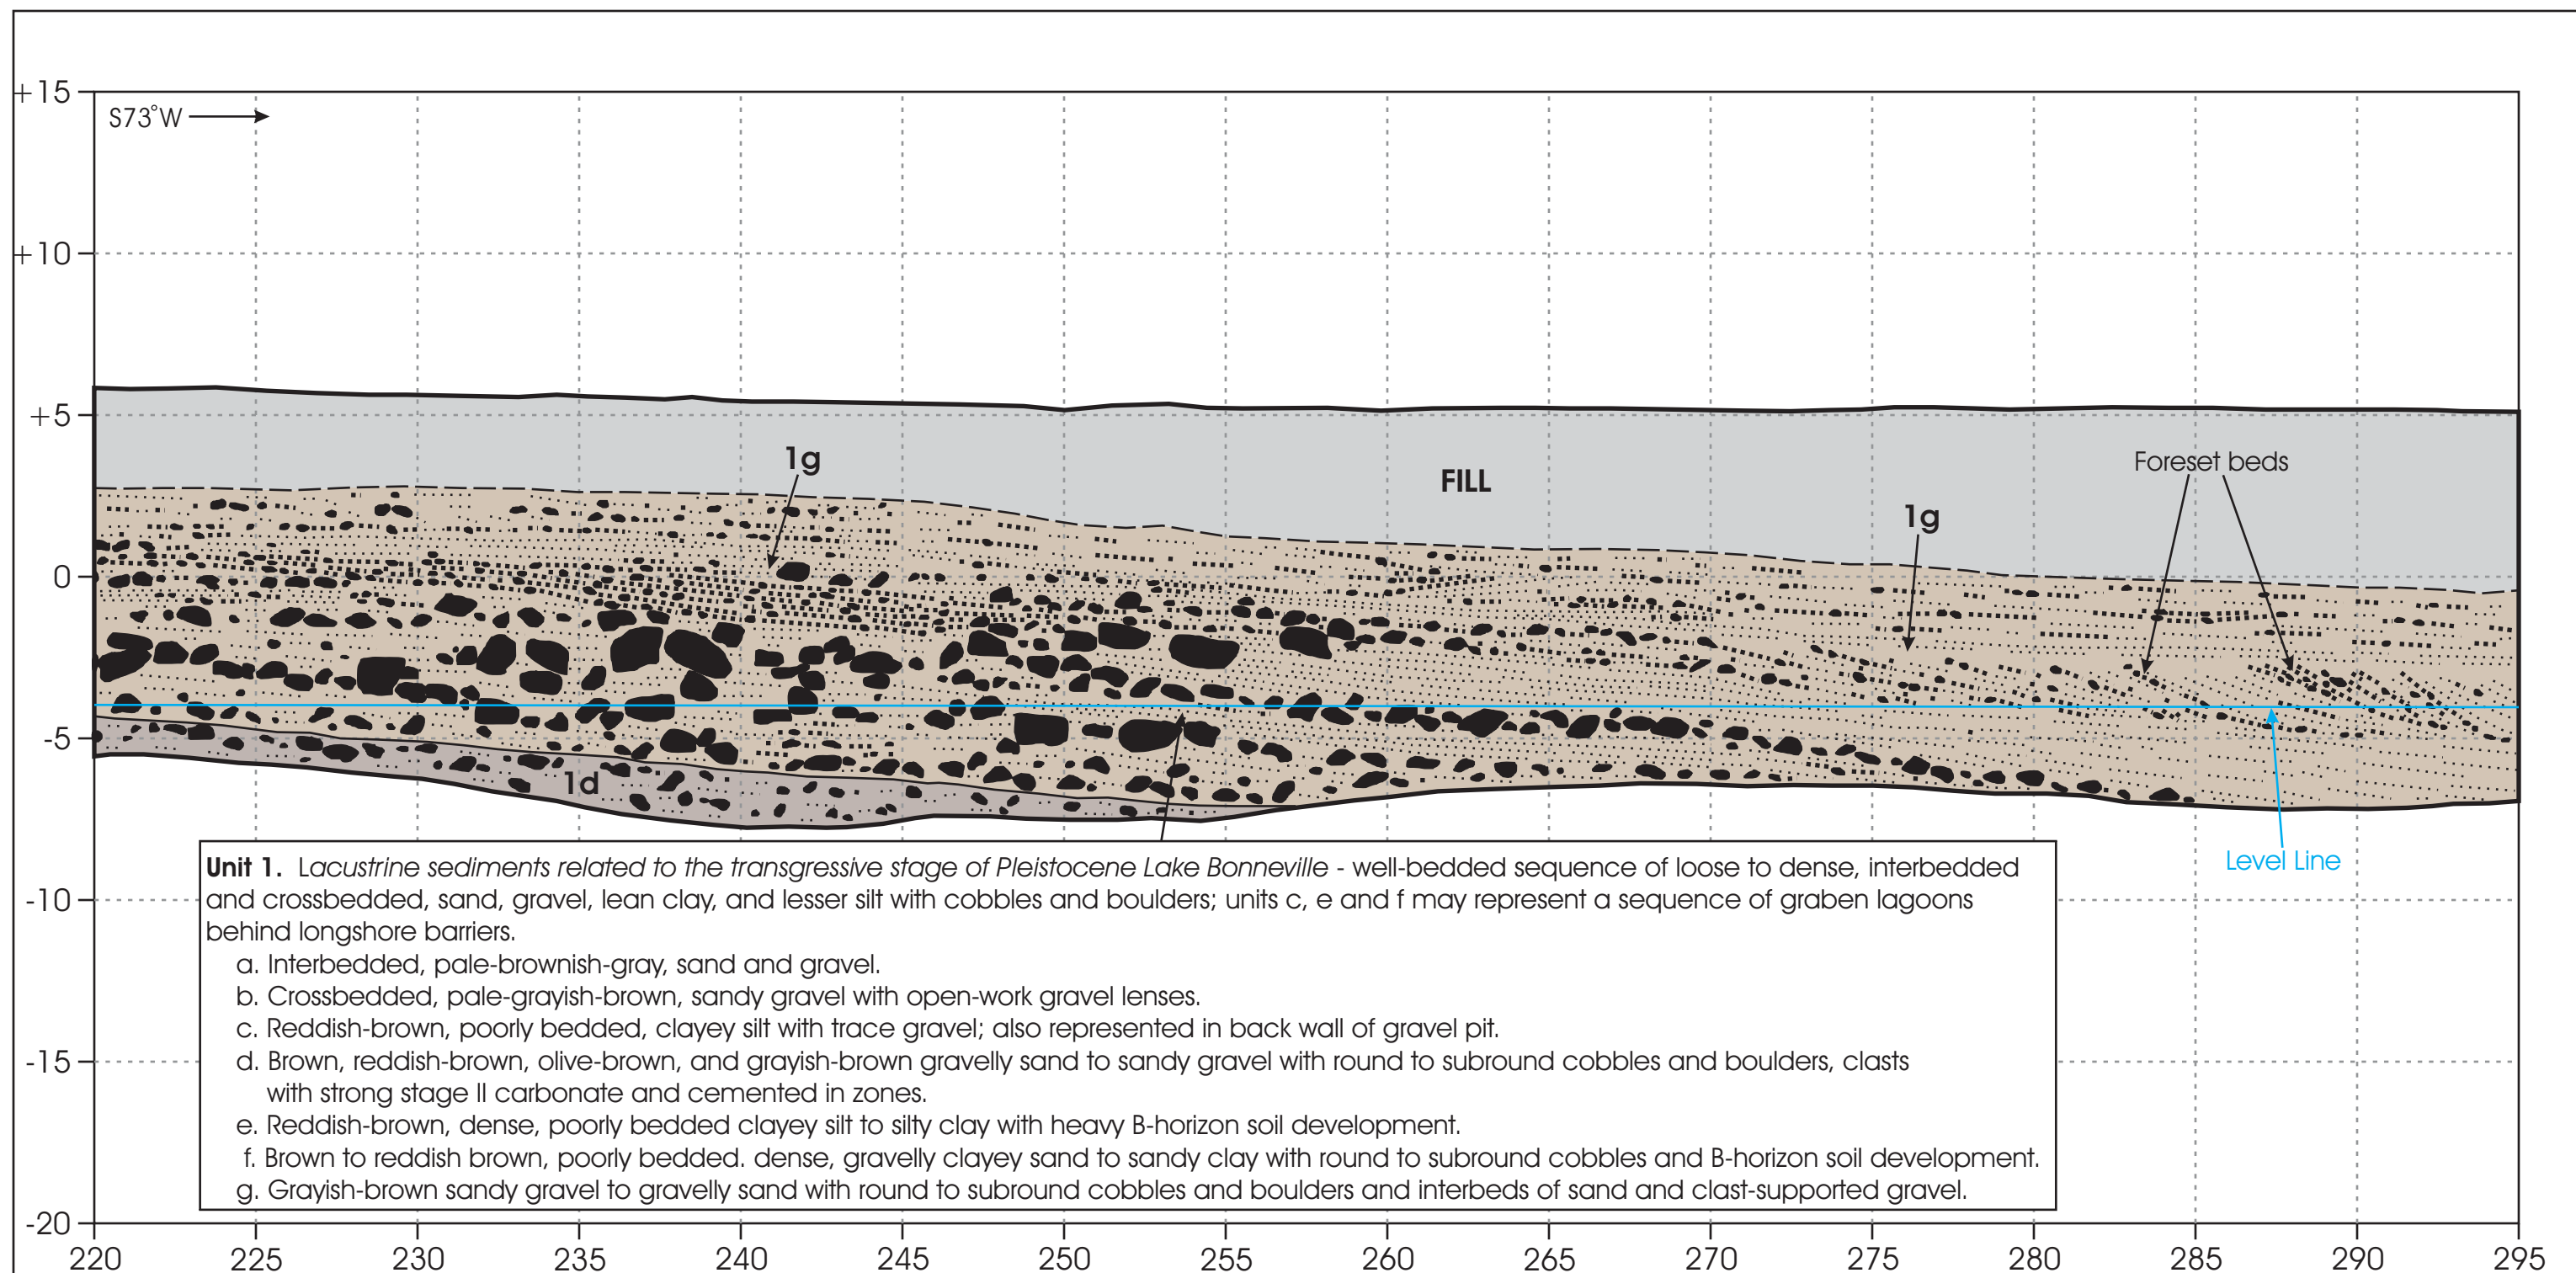 +15
S73°W
+10
+5
1g
FILL
Foreset beds
1g
0
-5
1d
Unit 1. Lacustrine sediments related to the transgressive stage of Pleistocene Lake Bonneville - well-bedded sequence of loose to dense, interbedded
and crossbedded, sand, gravel, lean clay, and lesser silt with cobbles and boulders; units c, e and f may represent a sequence of graben lagoons
behind longshore barriers.
a. Interbedded, pale-brownish-gray, sand and gravel.
b. Crossbedded, pale-grayish-brown, sandy gravel with open-work gravel lenses.
c. Reddish-brown, poorly bedded, clayey silt with trace gravel; also represented in back wall of gravel pit.
d. Brown, reddish-brown, olive-brown, and grayish-brown gravelly sand to sandy gravel with round to subround cobbles and boulders, clasts
with strong stage II carbonate and cemented in zones.
e. Reddish-brown, dense, poorly bedded clayey silt to silty clay with heavy B-horizon soil development.
f. Brown to reddish brown, poorly bedded. dense, gravelly clayey sand to sandy clay with round to subround cobbles and B-horizon soil development.
g. Grayish-brown sandy gravel to gravelly sand with round to subround cobbles and boulders and interbeds of sand and clast-supported gravel.
Level Line
-10
-15
-20
220 225 230 235 240 245 250 255 260 265 270 275 280 285 290 295